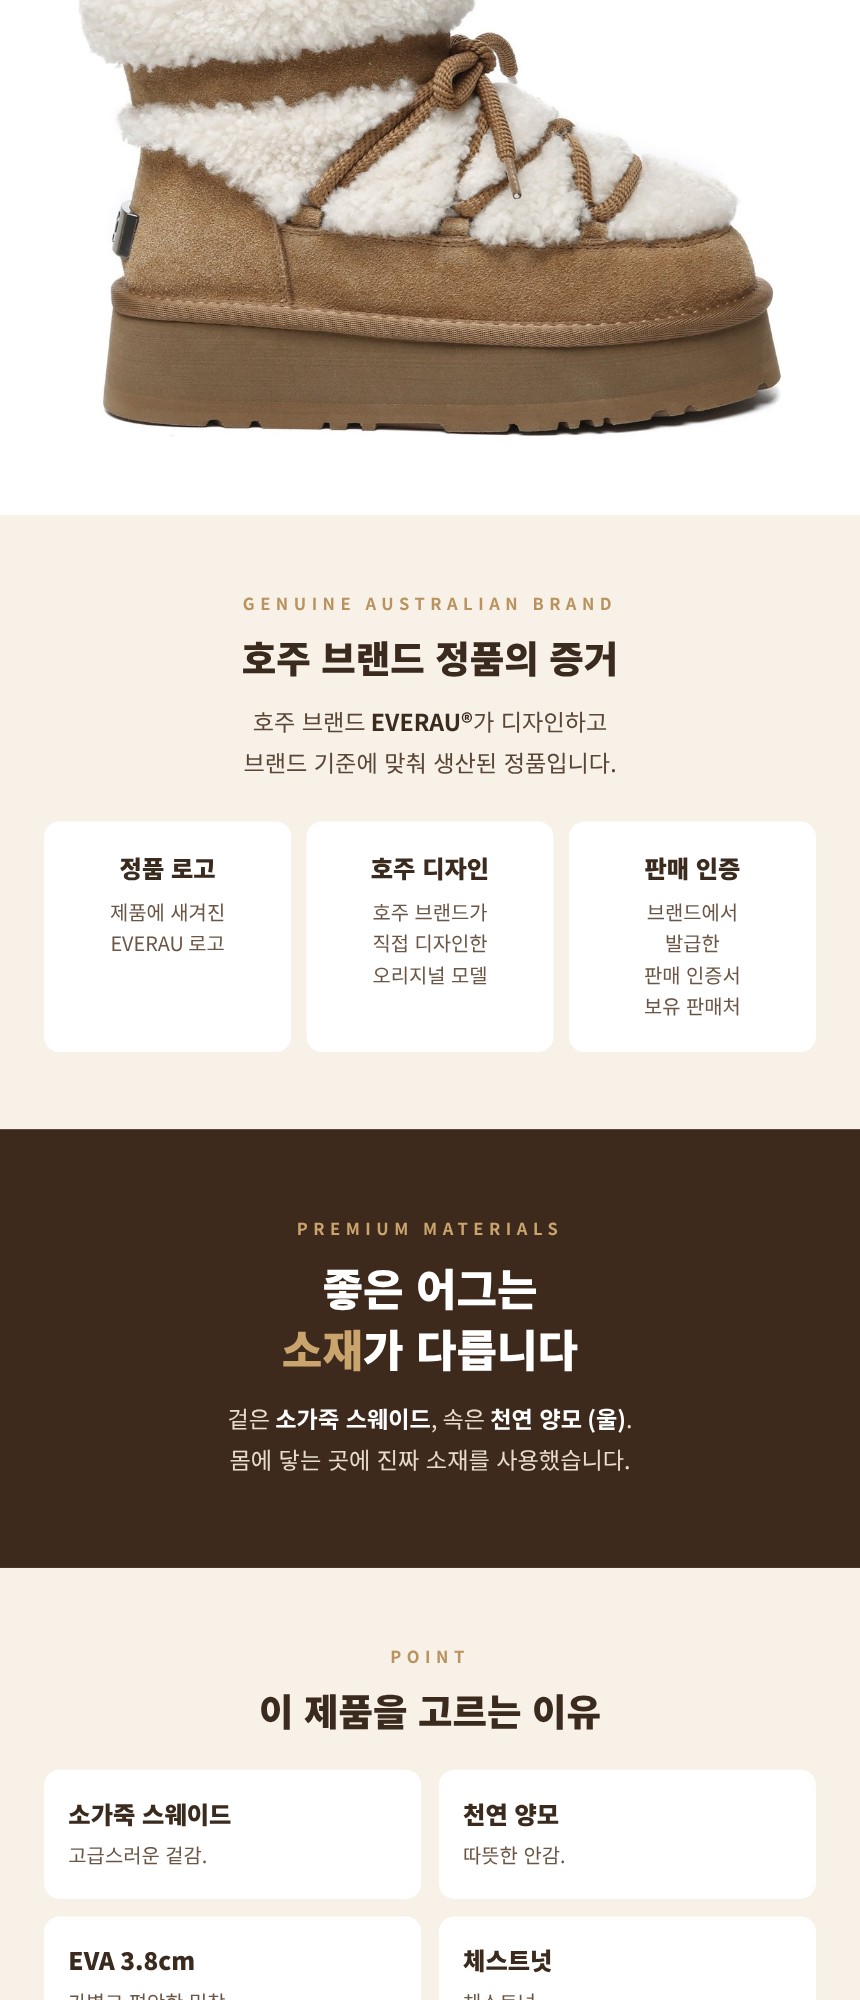 GENUINE AUSTRALIAN BRAND
호주 브랜드 정품의 증거
호주 브랜드 EVERAU®가 디자인하고
브랜드 기준에 맞춰 생산된 정품입니다.
정품 로고
제품에 새겨진
EVERAU 로고
호주 디자인
호주 브랜드가
직접 디자인한
오리지널 모델
판매 인증
브랜드에서
발급한
판매 인증서
보유 판매처
PREMIUM MATERIALS
좋은 어그는
소재가 다릅니다
겉은 소가죽 스웨이드, 속은 천연 양모 (울).
몸에 닿는 곳에 진짜 소재를 사용했습니다.
POINT
이 제품을 고르는 이유
소가죽 스웨이드
고급스러운 겉감.
천연 양모
따뜻한 안감.
EVA 3.8cm
체스트넛